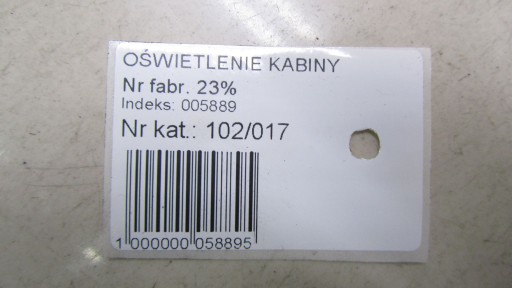 OŚWIETLENIE KABINY
Nr fabr. 23%
Indeks: 005889
Nr kat.: 102/017
1 000000 058895